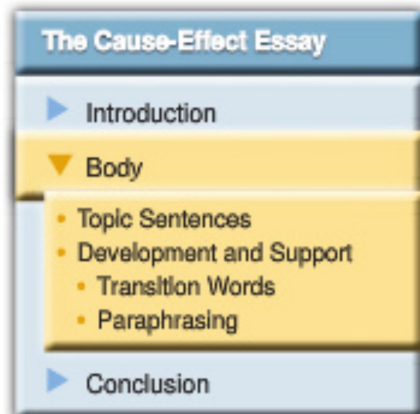 The Cause-Effect Essay
Introduction
Body
Topic Sentences
Development and Support
Transition Words
Paraphrasing
Conclusion